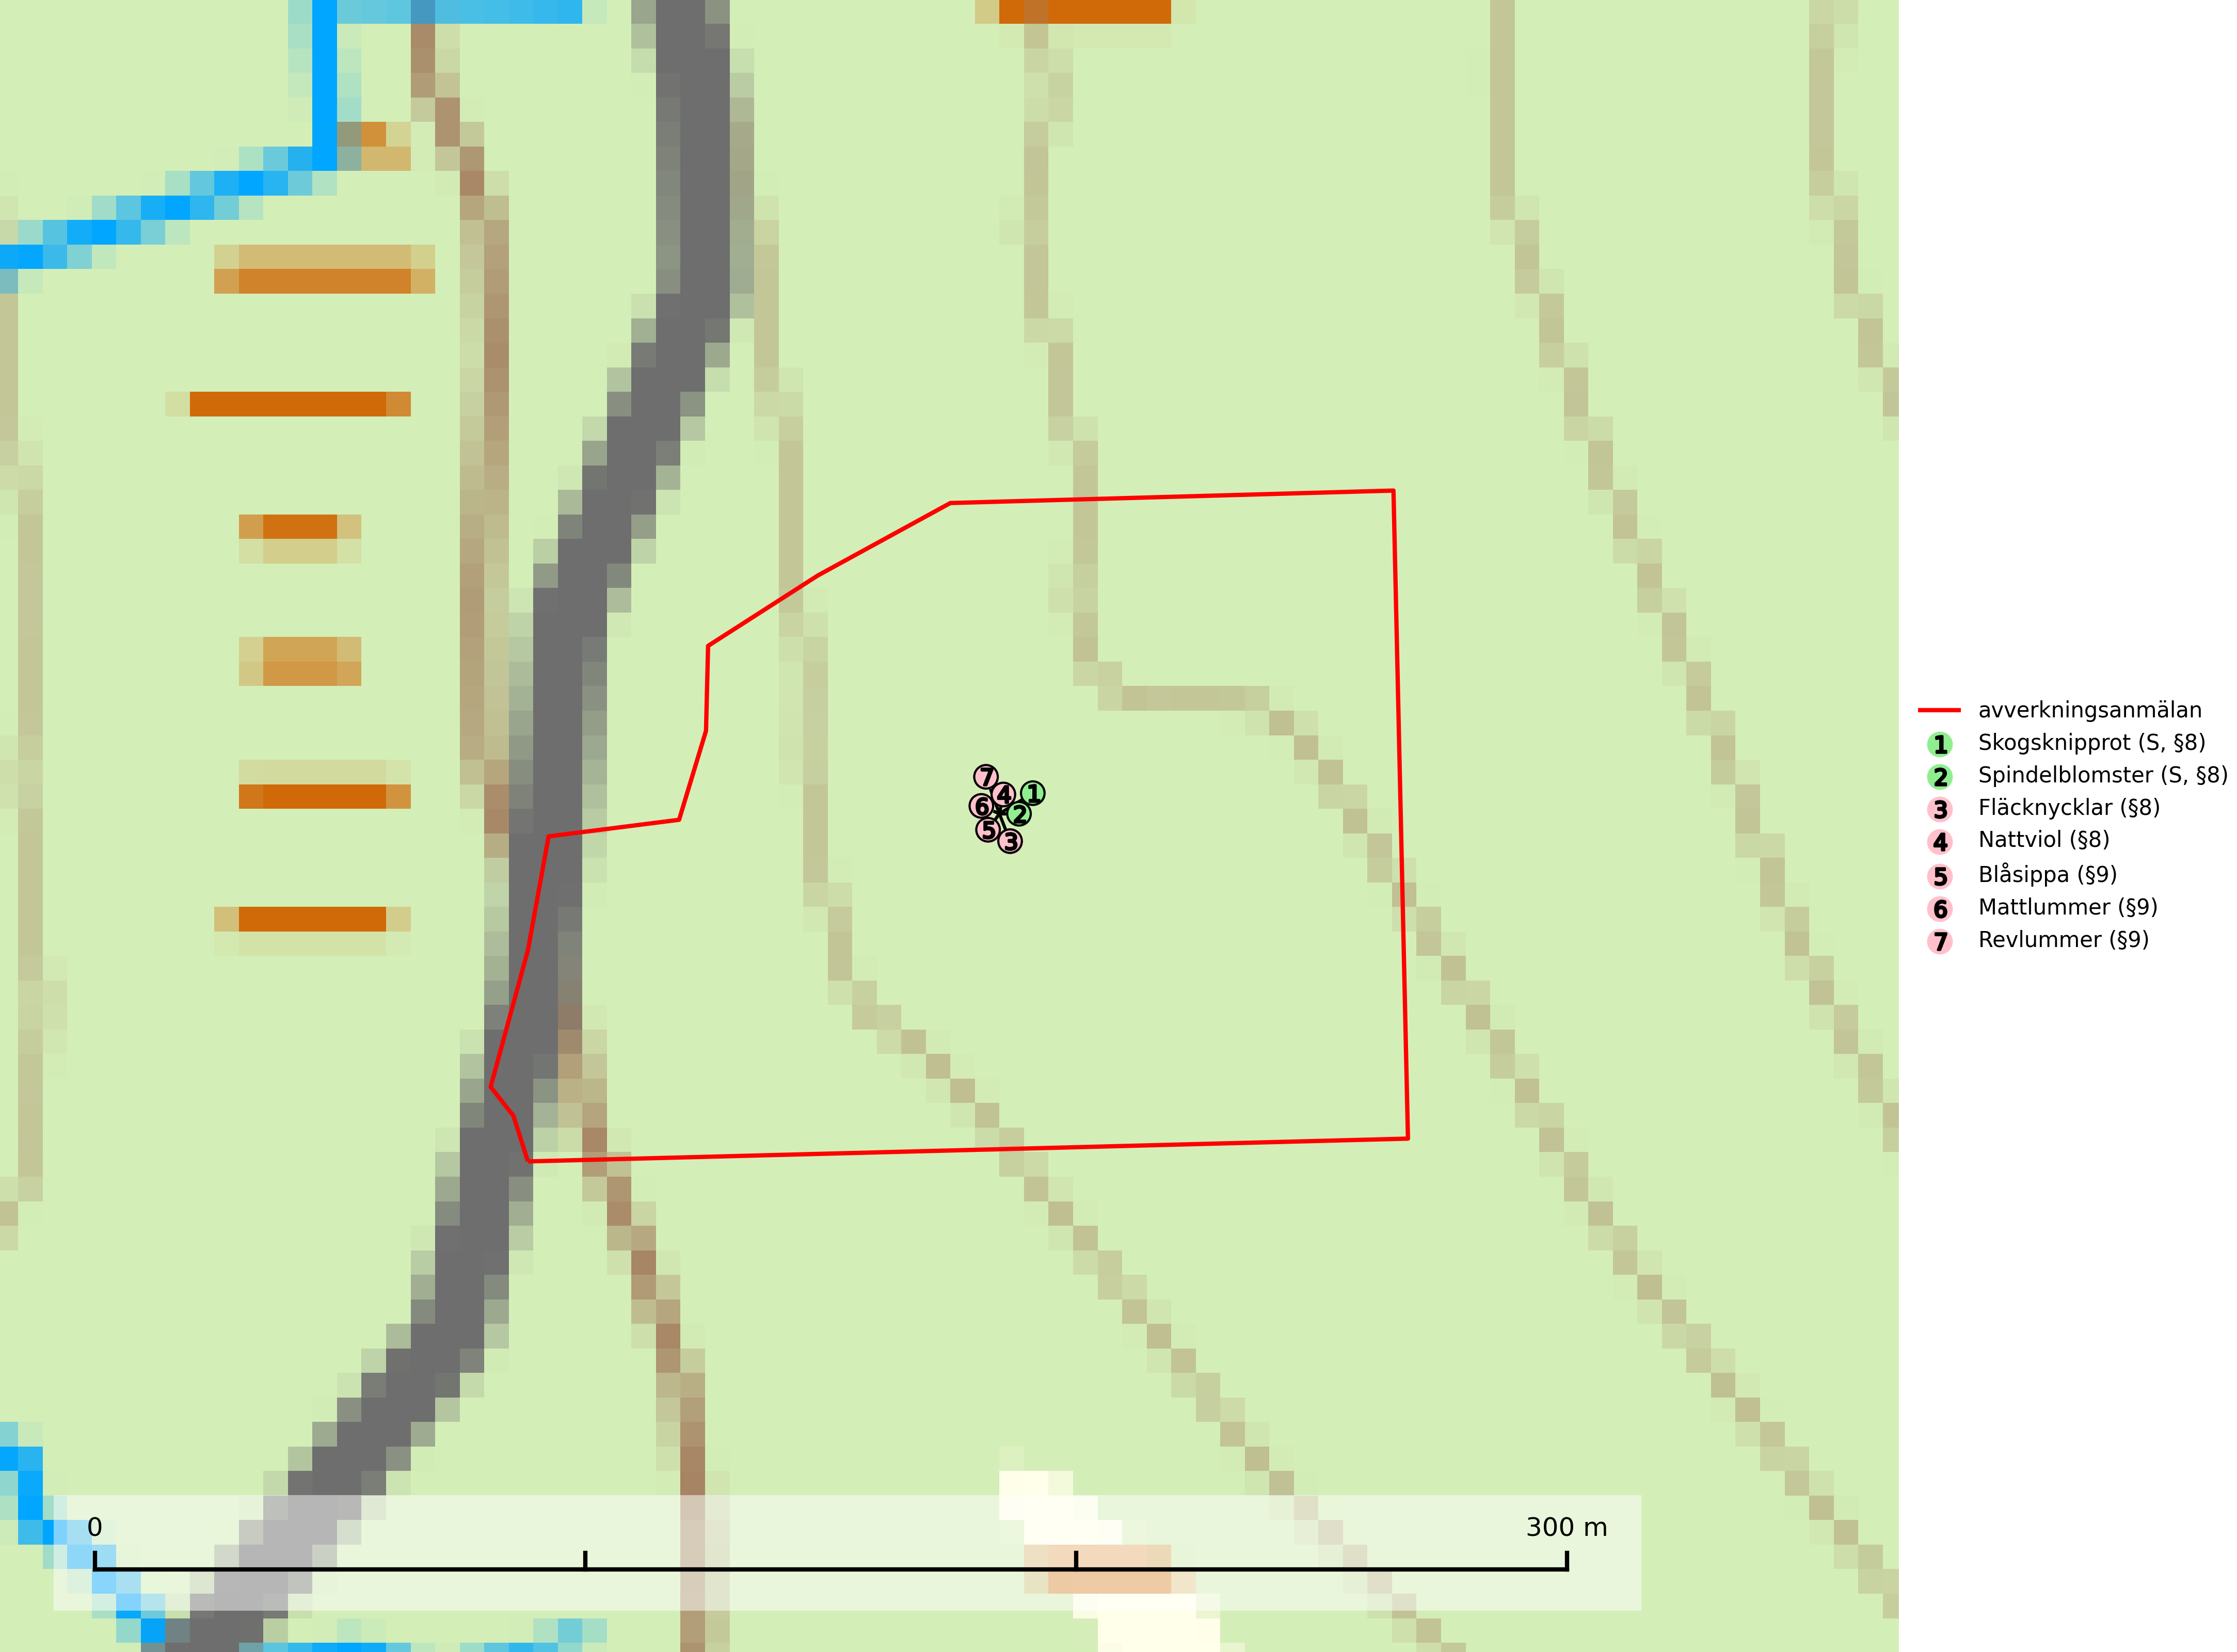 7
4
1
6
2
5
3
avverkningsanmälan
1 Skogsknipprot (S, §8)
2 Spindelblomster (S, §8)
3 Fläcknycklar (§8)
4 Nattviol (§8)
5 Blåsippa (§9)
6 Mattlummer (§9)
7 Revlummer (§9)
0 300 m